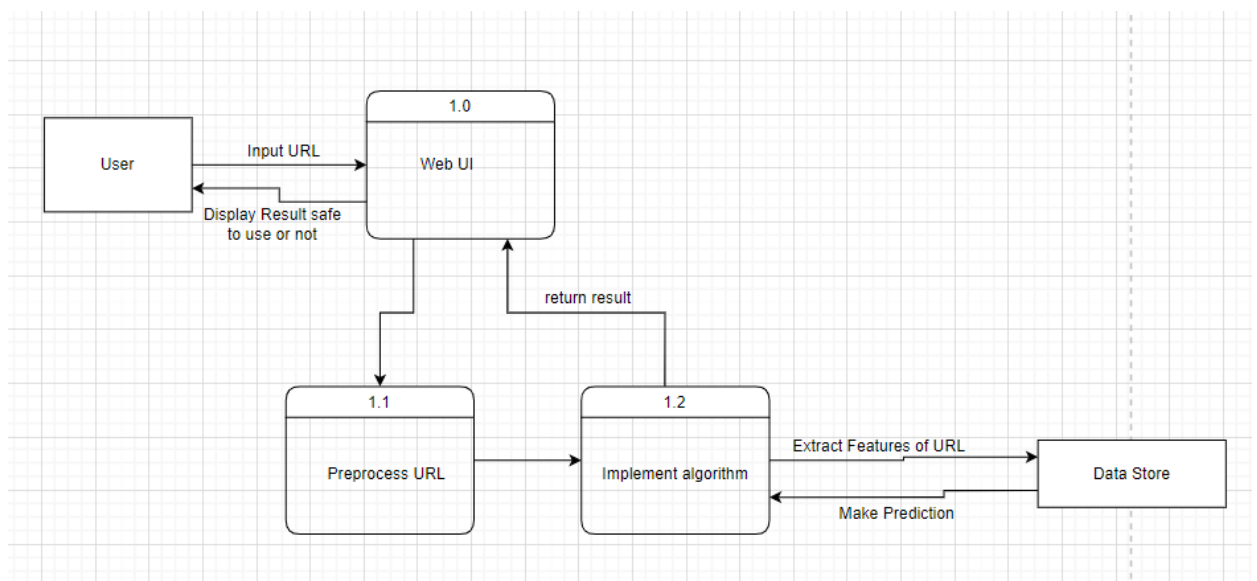 1.0
User
Input URL
Web UI
Display Result safe
to use or not
return result
1.1
1.2
Preprocess URL
Implement algorithm
Extract Features of URL
Data Store
Make Prediction